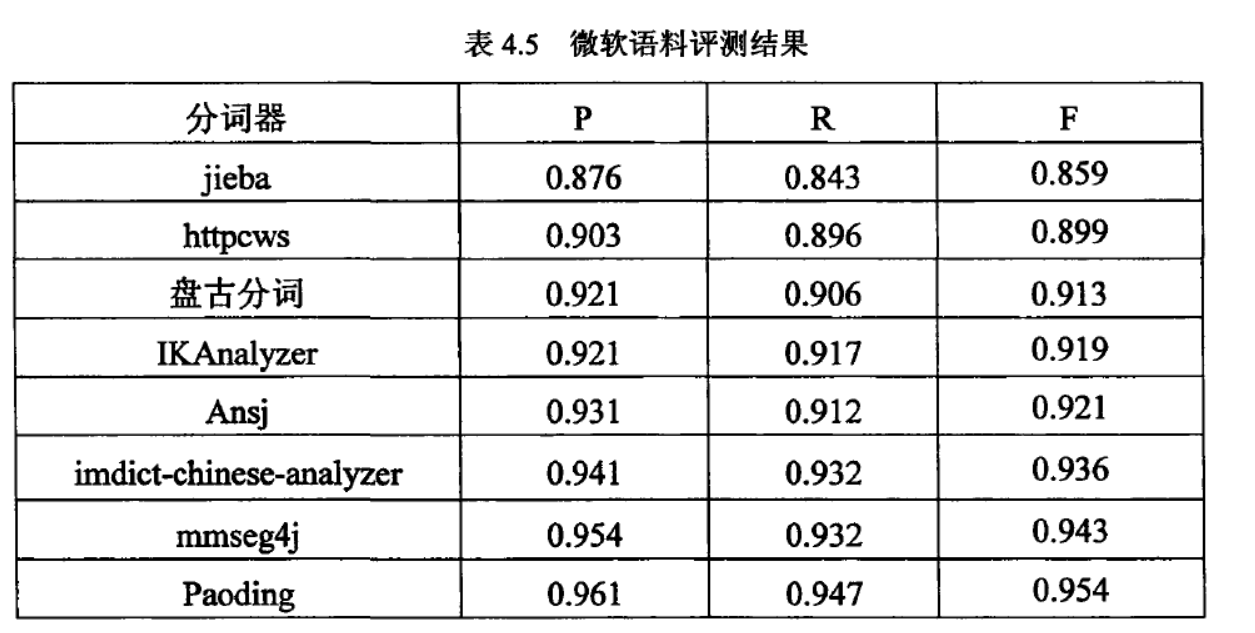 表 4.5 微软语料评测结果
分词器 P R F
jieba 0.876 0.843 0.859
httpcws 0.903 0.896 0.899
盘古分词 0.921 0.906 0.913
IKAnalyzer 0.921 0.917 0.919
Ansj 0.931 0.912 0.921
imdict-chinese-analyzer 0.941 0.932 0.936
mmseg4j 0.954 0.932 0.943
Paoding 0.961 0.947 0.954